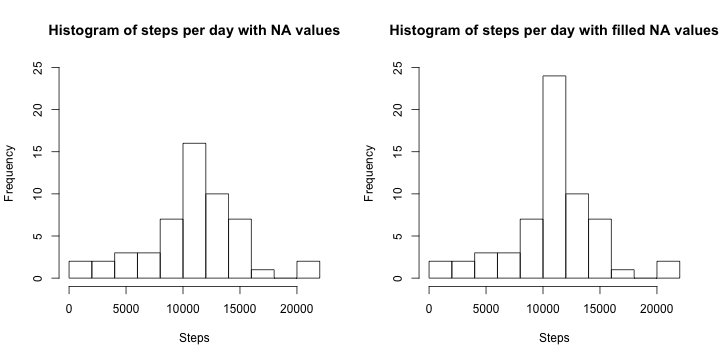 Histogram of steps per day with NA values
Frequency
25
20
15
10
5
0
0 5000 10000 15000 20000
Steps
Histogram of steps per day with filled NA values
Frequency
25
20
15
10
5
0
0 5000 10000 15000 20000
Steps